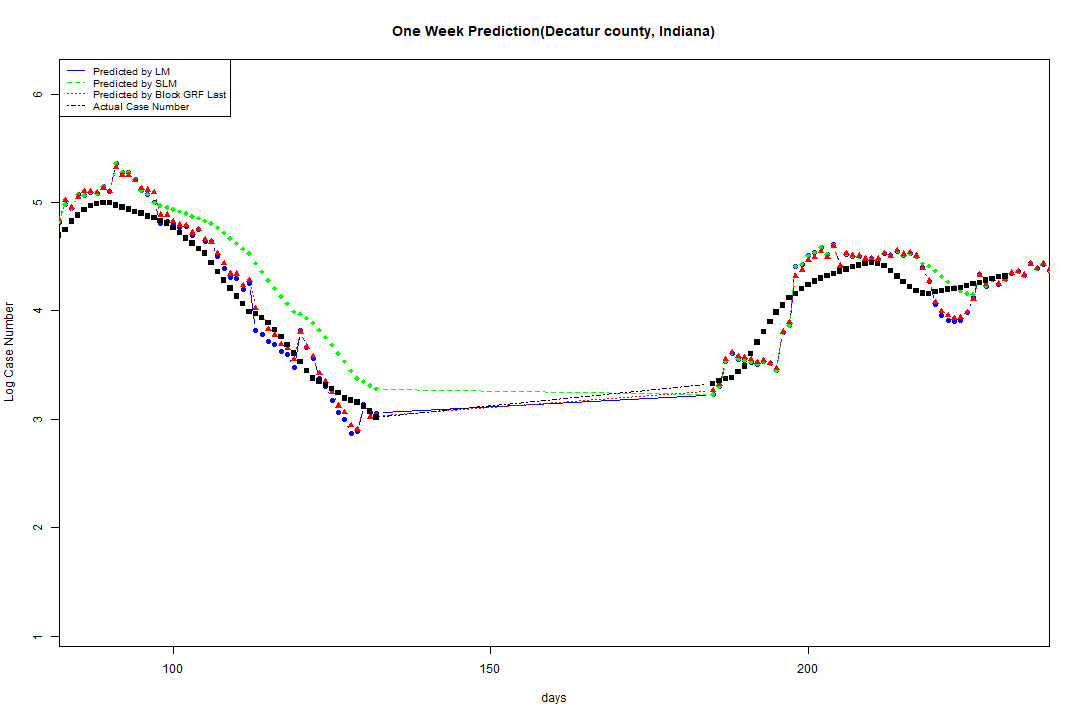 One Week Prediction(Decatur county, Indiana)
Predicted by LM
Predicted by SLM
Predicted by Block GRF Last
Actual Case Number
6
5
4
3
2
1
Log Case Number
100 150 200
days